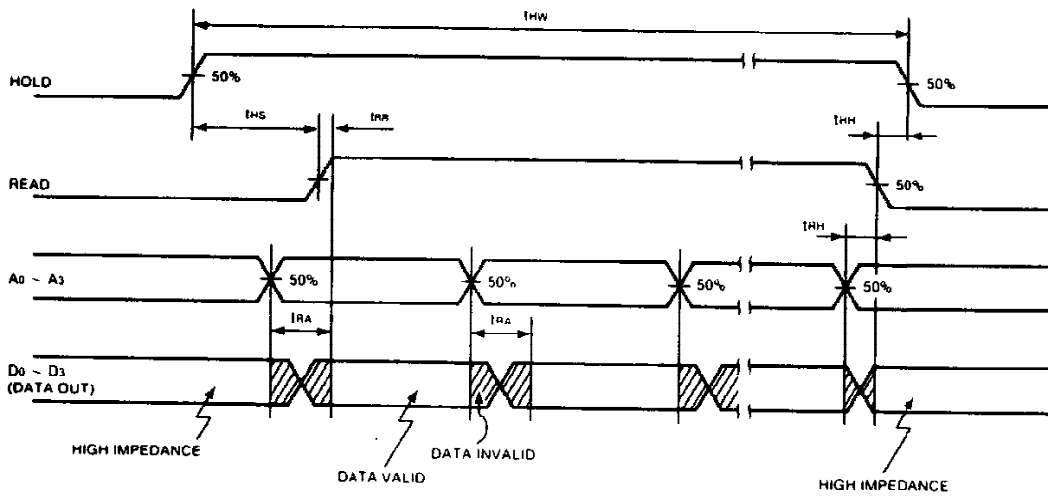 tHW
HOLD
50%
50%
tHS
tRR
tHH
READ
50%
tRH
A0 ~ A3
50%
50%
50%
50%
tRA
tRA
D0 ~ D3
(DATA OUT)
HIGH IMPEDANCE
DATA VALID
DATA INVALID
HIGH IMPEDANCE